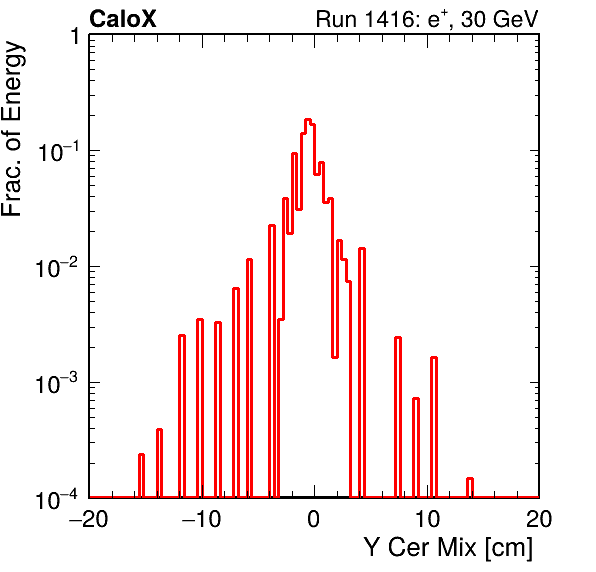 CaloX Run 1416: e⁺, 30 GeV
Frac. of Energy
1
10⁻¹
10⁻²
10⁻³
10⁻⁴
−20 −10 0 10 20
Y Cer Mix [cm]